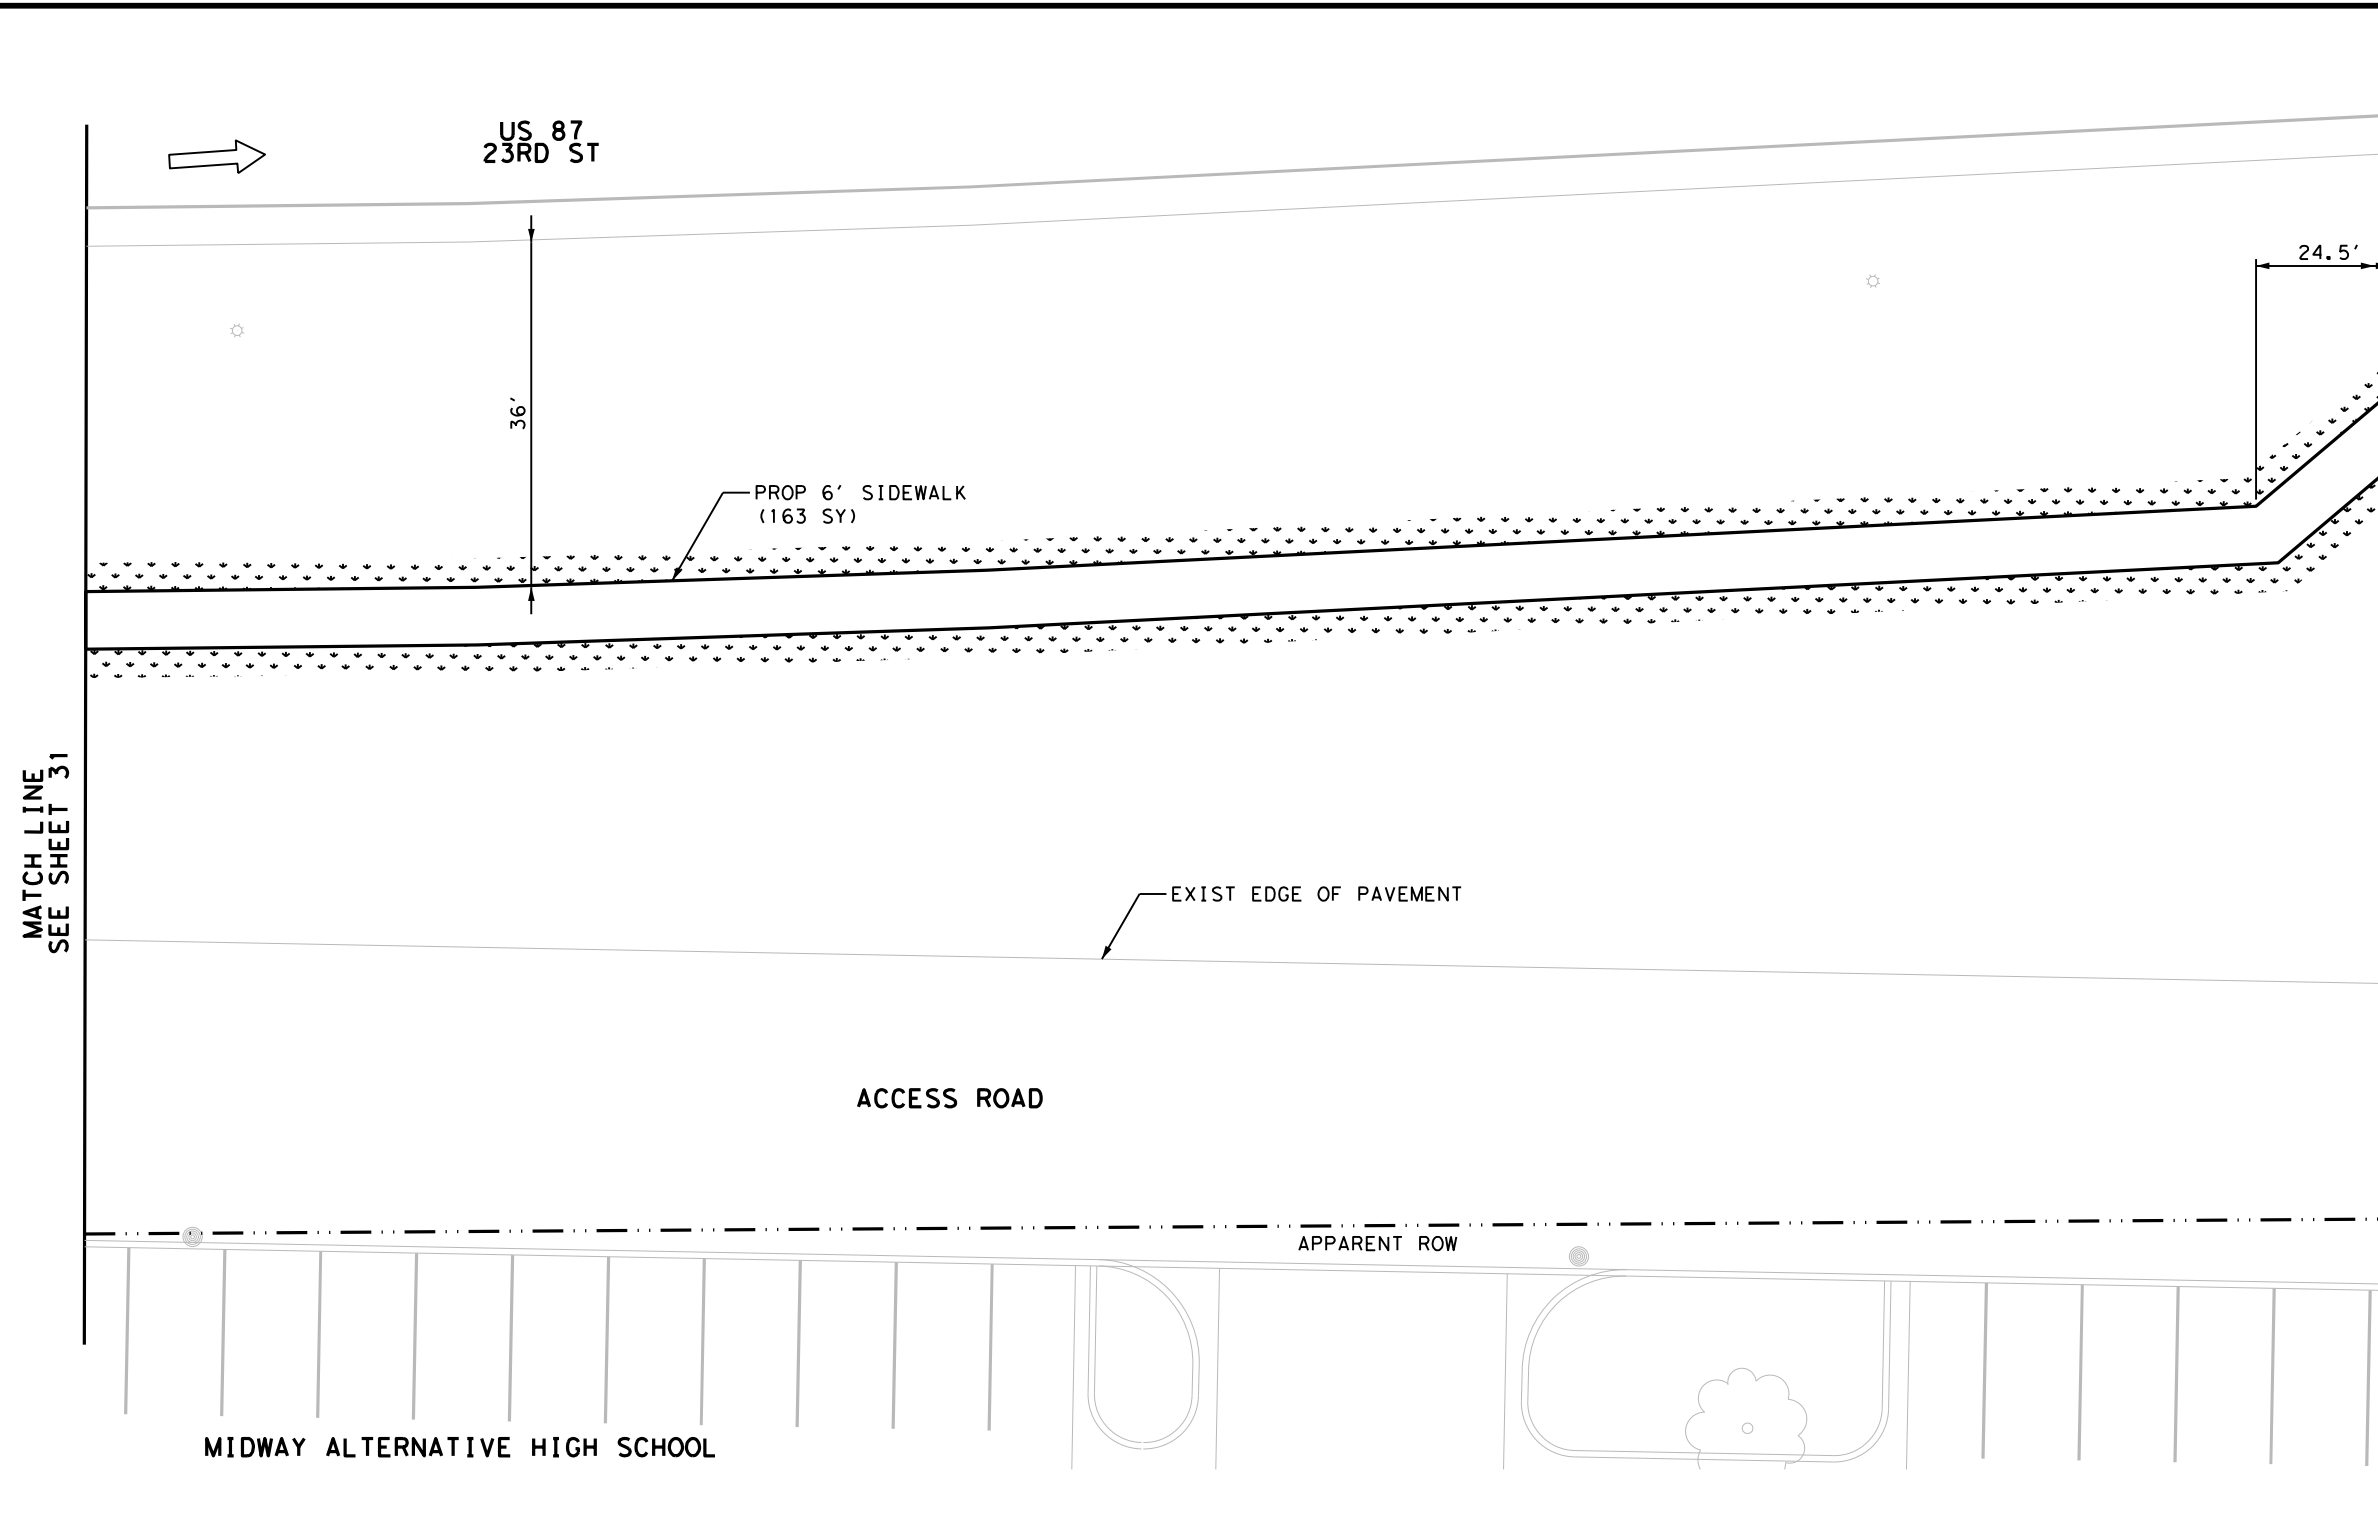 US 87
23RD ST
24.5'
36'
PROP 6' SIDEWALK
(163 SY)
MATCH LINE
SEE SHEET 31
EXIST EDGE OF PAVEMENT
ACCESS ROAD
APPARENT ROW
MIDWAY ALTERNATIVE HIGH SCHOOL